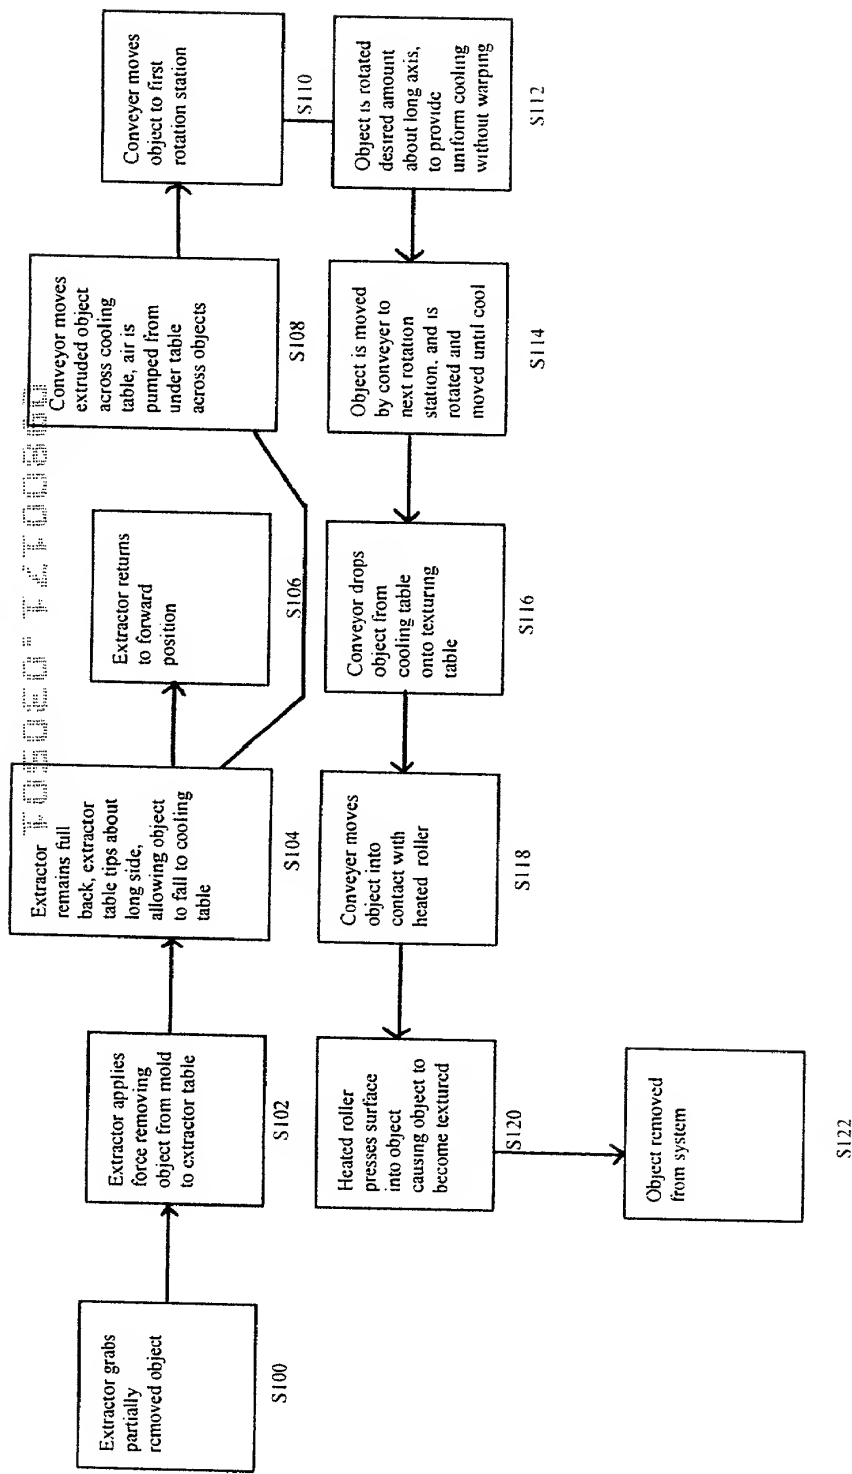 Extractor grabs
partially
removed object
S100
Extractor applies
force removing
object from mold
to extractor table
S102
Extractor
remains full
back, extractor
table tips about
long side,
allowing object
to fall to cooling
table
S104
Extractor returns
to forward
position
S106
Conveyor moves
extruded object
across cooling
table, air is
pumped from
under table
across objects
S108
Conveyer moves
object to first
rotation station
S110
Object is rotated
desired amount
about long axis,
to provide
uniform cooling
without warping
S112
Object is moved
by conveyer to
next rotation
station, and is
rotated and
moved until cool
S114
Conveyor drops
object from
cooling table
onto texturing
table
S116
Conveyer moves
object into
contact with
heated roller
S118
Heated roller
presses surface
into object
causing object to
become textured
S120
Object removed
from system
S122